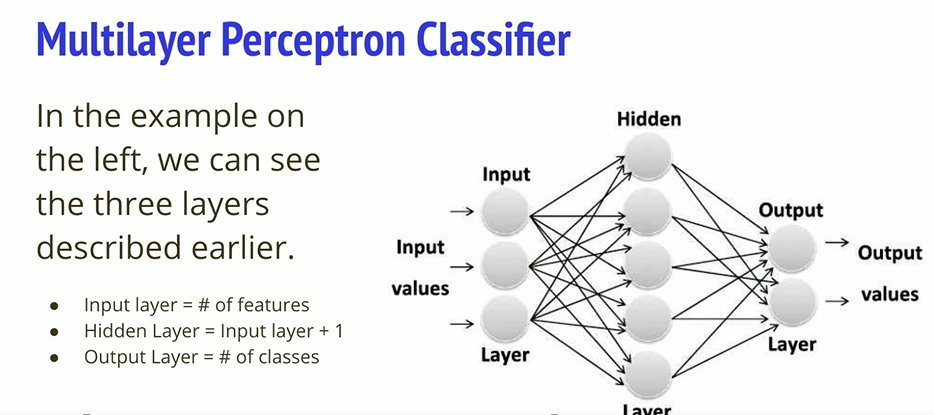 Multilayer Perceptron Classifier
In the example on
the left, we can see
the three layers
described earlier.
● Input layer = # of features
● Hidden Layer = Input layer + 1
● Output Layer = # of classes
Hidden
Input
Output
Input
values
Output
values
Layer
Layer
Layer